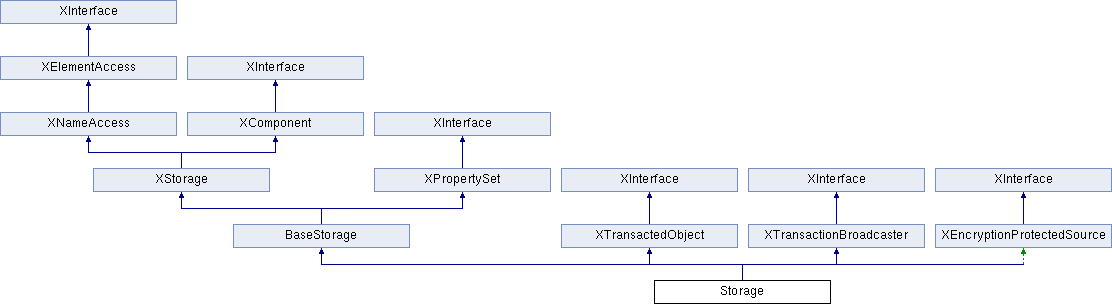 XInterface
XElementAccess
XInterface
XNameAccess
XComponent
XInterface
XStorage
XPropertySet
XInterface
XInterface
XInterface
BaseStorage
XTransactedObject
XTransactionBroadcaster
XEncryptionProtectedSource
Storage